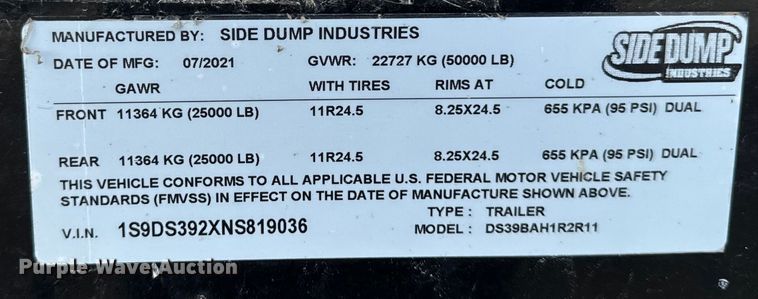 MANUFACTURED BY: SIDE DUMP INDUSTRIES
SIDE DUMP
INDUSTRIES
DATE OF MFG: 07/2021 GVWR: 22727 KG (50000 LB)
GAWR WITH TIRES RIMS AT COLD
FRONT 11364 KG (25000 LB) 11R24.5 8.25X24.5 655 KPA (95 PSI) DUAL
REAR 11364 KG (25000 LB) 11R24.5 8.25X24.5 655 KPA (95 PSI) DUAL
THIS VEHICLE CONFORMS TO ALL APPLICABLE U.S. FEDERAL MOTOR VEHICLE SAFETY
STANDARDS (FMVSS) IN EFFECT ON THE DATE OF MANUFACTURE SHOWN ABOVE.
TYPE: TRAILER
V.I.N. 1S9DS392XNS819036 MODEL: DS39BAH1R2R11
Purple Wave Auction